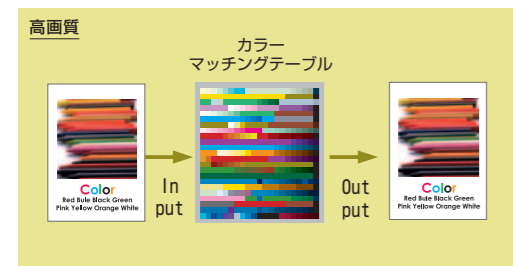 高画質
カラー
マッチングテーブル
Color
Red Bule Black Green
Pink Yellow Orange White
In
put
Out
put
Color
Red Bule Black Green
Pink Yellow Orange White